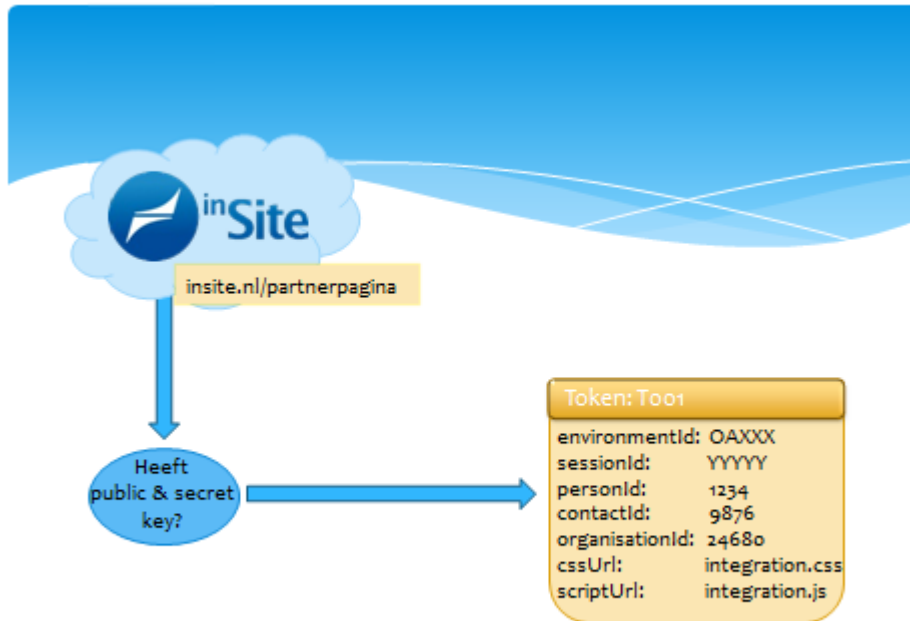 inSite
insite.nl/partnerpagina
Heeft
public & secret
key?
Token: T001
environmentId: OAXXX
sessionId: YYYYY
personId: 1234
contactId: 9876
organisationId: 24680
cssUrl: integration.css
scriptUrl: integration.js